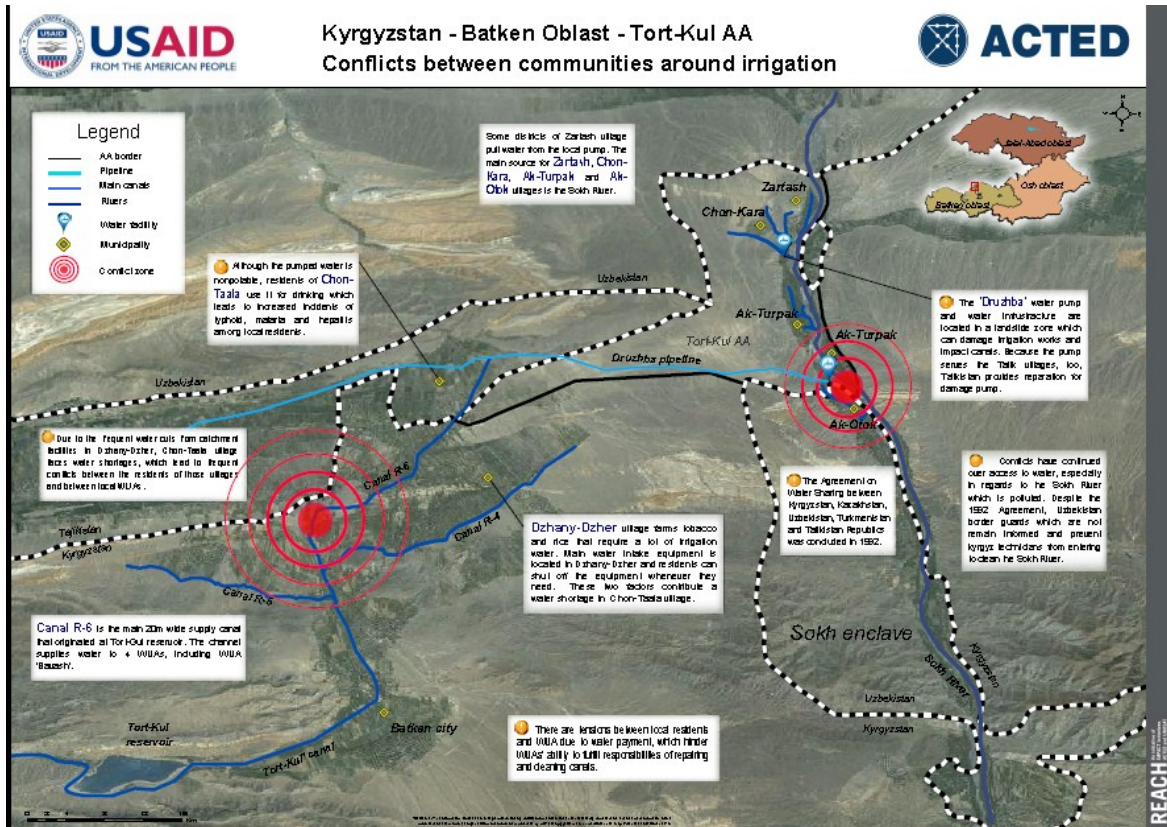 USAID
FROM THE AMERICAN PEOPLE
Kyrgyzstan - Batken Oblast - Tort-Kul AA
Conflicts between communities around irrigation
ACTED
Legend
AA border
Pipeline
Main canals
Rivers
Water facility
Municipality
Conflict zone
Some districts of Zartash village
pull water from the local pump. The
main source for Zartash, Chon-
Kara, Ak-Turpak and Ak-
Otok villages is the Sokh River.
Jalal-Abad oblast
Osh oblast
Batken oblast
Zartash
Chon-Kara
Although the pumped water is
nonpotable, residents of Chon-
Taala use it for drinking which
leads to increased incidents of
typhoid, malaria and hepatitis
among local residents.
Uzbekistan
Ak-Turpak
Ak-Turpak
Tort-Kul AA
Druzhba pipeline
Uzbekistan
The 'Druzhba' water pump
and water infrustracture are
located in a landslide zone which
can damage irrigation works and
impact canals. Because the pump
serves the Tajik villages, too,
Tajikistan provides reparation for
damage pump.
Ak-Otok
Due to the frequent water cuts from catchment
facilities in Dzhany-Dzher, Chon-Taala village
faces water shortages, which lead to frequent
conflicts between the residents of those villages
and between local WUAs.
Canal R-6
Canal R-4
The Agreement on
Water Sharing between
Kyrgyzstan, Kazakhstan,
Uzbekistan, Turkmenistan
and Tajikistan Republics
was concluded in 1992.
Conflicts have continued
over access to water, especially
in regards to he Sokh River
which is polluted. Despite the
1992 Agreement, Uzbekistan
border guards which are not
remain informed and prevent
kyrgyz technicians from entering
to clean he Sokh River.
Tajikistan
Kyrgyzstan
Dzhany-Dzher village farms tobacco
and rice that require a lot of irrigation
water. Main water intake equipment is
located in Dzhany-Dzher and residents can
shut off the equipment whenever they
need. These two factors contribute a
water shortage in Chon-Taala village.
Canal R-6 is the main 20m wide supply canal
that originated at Tort-Gul reservoir. The channel
supplies water to 4 WUAs, including WUA
Sokh enclave
Sokh River
Kyrgyzstan
Uzbekistan
Kyrgyzstan
Batken city
Tort-Kul
reservoir
Tort-Kul' canal
There are tensions between local residents
and WUA due to water payment, which hinder
WUAs' ability to fulfill responsibilities of repairing
and cleaning canals.
REACH